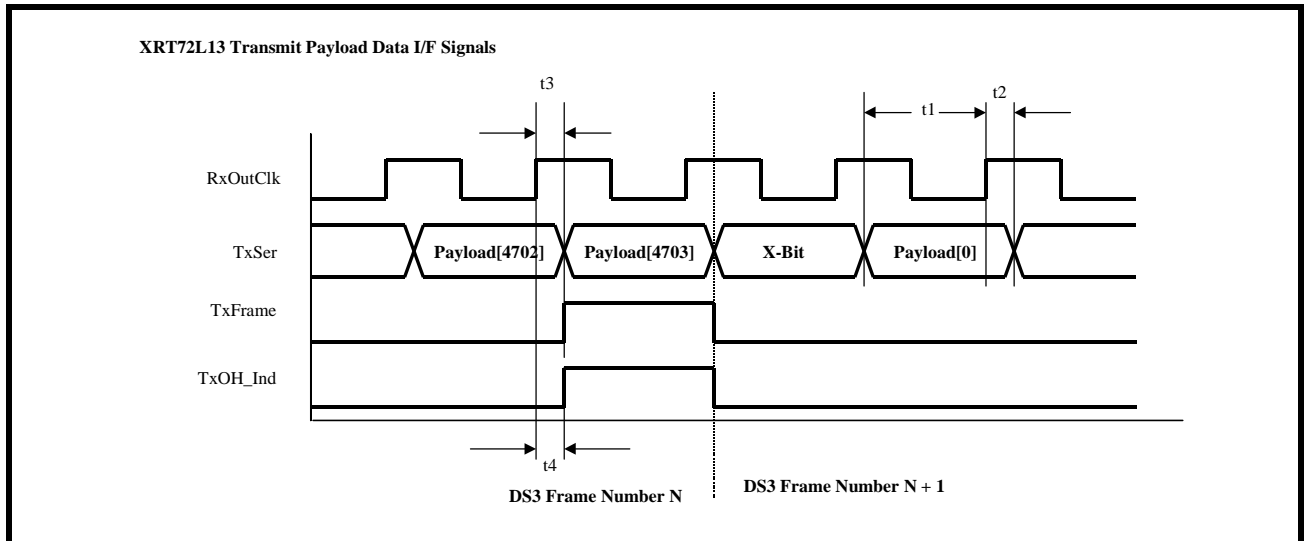 XRT72L13 Transmit Payload Data I/F Signals
t3
t2
t1
RxOutClk
TxSer
Payload[4702]
Payload[4703]
X-Bit
Payload[0]
TxFrame
TxOH_Ind
t4
DS3 Frame Number N
DS3 Frame Number N + 1